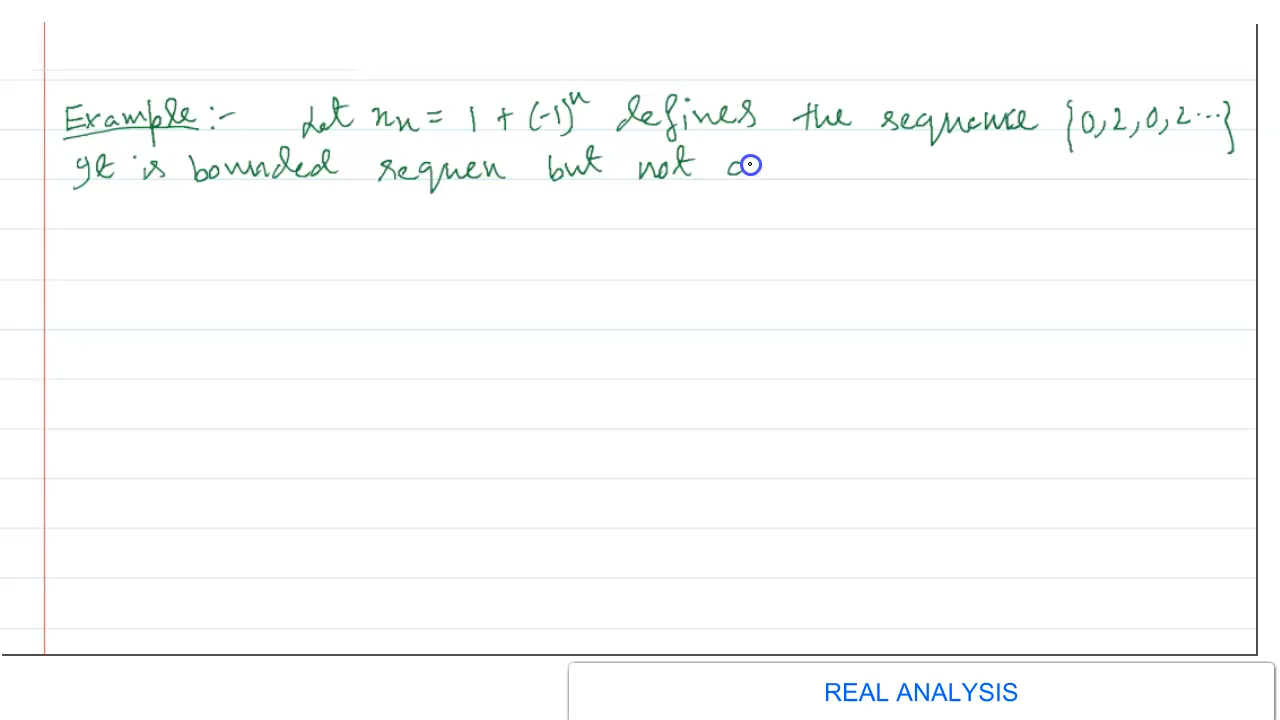 Example :- Let xn = 1 + (-1)^n defines the sequence {0, 2, 0, 2 ...}
It is bounded sequen but not
REAL ANALYSIS